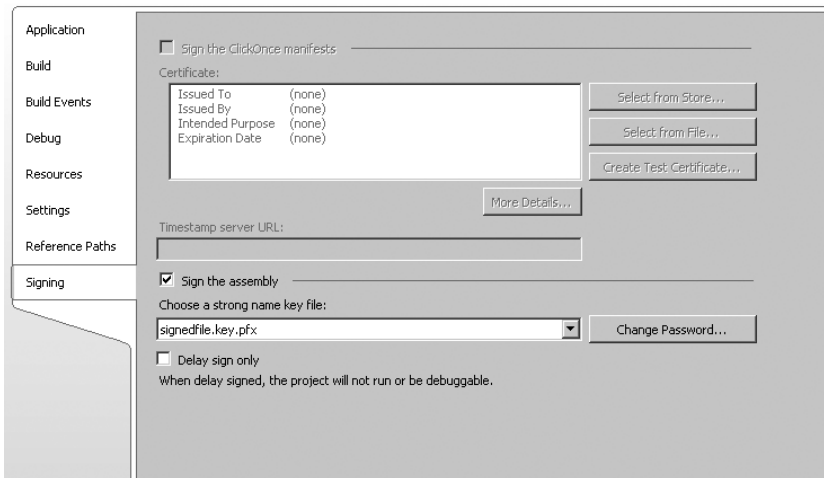 Application
Build
Build Events
Debug
Resources
Settings
Reference Paths
Signing
Sign the ClickOnce manifests
Certificate:
Issued To (none)
Issued By (none)
Intended Purpose (none)
Expiration Date (none)
Select from Store...
Select from File...
Create Test Certificate...
More Details...
Timestamp server URL:
Sign the assembly
Choose a strong name key file:
signedfile.key.pfx
Change Password...
Delay sign only
When delay signed, the project will not run or be debuggable.